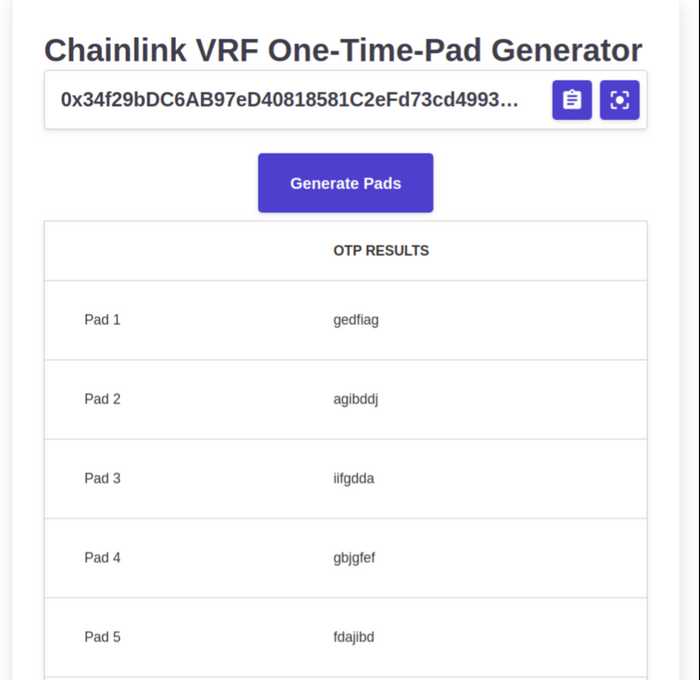 Chainlink VRF One-Time-Pad Generator
0x34f29bDC6AB97eD40818581C2eFd73cd4993...
Generate Pads
OTP RESULTS
Pad 1 gedfiag
Pad 2 agibddj
Pad 3 iifgdda
Pad 4 gbjgfef
Pad 5 fdajibd